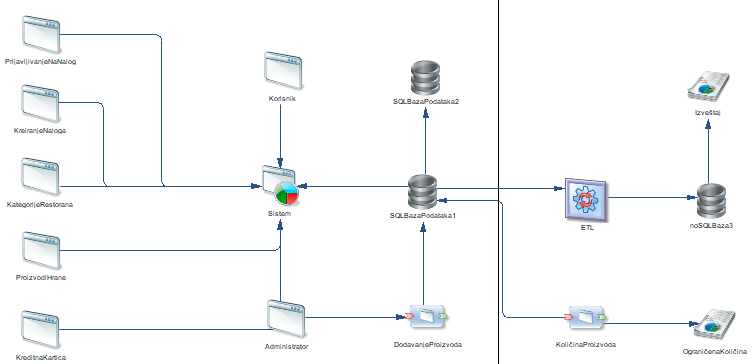 PrijavljivanjeNaNalog
KreiranjeNaloga
KategorijeRestorana
ProizvodiHrane
KreditnaKartica
Korisnik
Sistem
Administrator
SQLBazaPodataka2
SQLBazaPodataka1
DodavanjeProizvoda
ETL
KoličinaProizvoda
Izveštaj
noSQLBaza3
OgraničenaKoličina